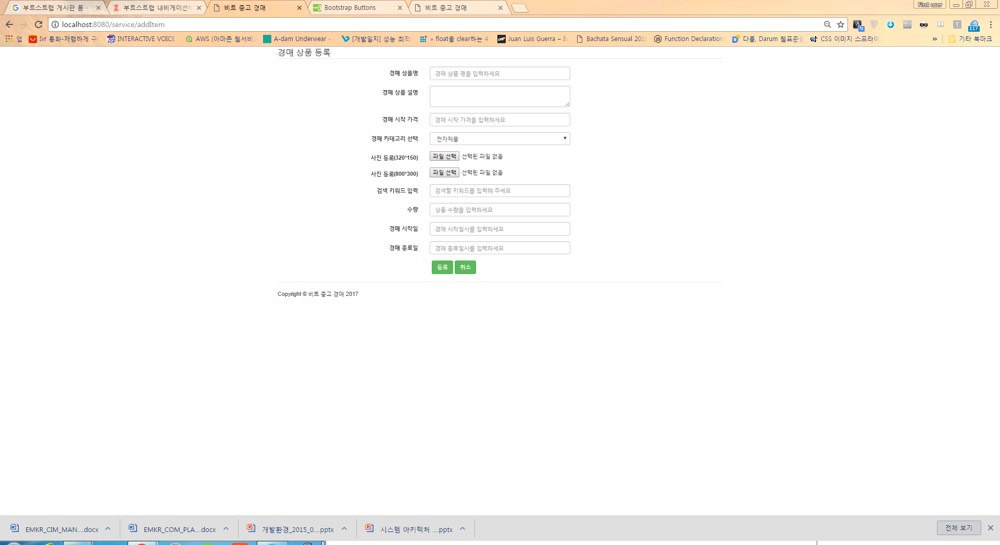 부트스트랩 게시판 폼 -
부트스트랩 내비게이션
비트 중고 경매
Bootstrap Buttons
비트 중고 경매
First user
localhost:8080/service/addItem
N
T
117
앱
Ivr 통화-저렴하게 구
INTERACTIVE VOICE
AWS (아마존 웹서비
A-dam Underwear -
[개발일지] 성능 최적
» float을 clear하는 4
Juan Luis Guerra – B
Bachata Sensual 201
Function Declaration
다룸, Darum 웹표준
CSS 이미지 스프라이
»
기타 북마크
경매 상품 등록
경매 상품명
경매 상품 명을 입력하세요
경매 상품 설명
경매 시작 가격
경매 시작 가격을 입력하세요
경매 카테고리 선택
전자제품
사진 등록(320*150)
파일 선택 선택된 파일 없음
사진 등록(800*300)
파일 선택 선택된 파일 없음
검색 키워드 입력
검색할 키워드를 입력해 주세요
수량
상품 수량을 입력하세요
경매 시작일
경매 시작일시를 입력하세요
경매 종료일
경매 종료일시를 입력하세요
등록 취소
Copyright © 비트 중고 경매 2017
EMKR_CIM_MAN....docx
EMKR_COM_PLA....docx
개발환경_2015_0....pptx
시스템 아키텍처 ....pptx
전체 보기